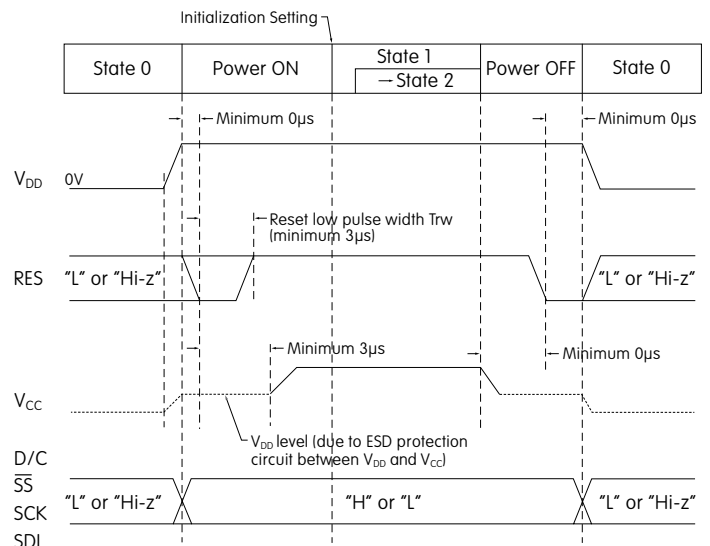 Initialization Setting
State 0
Power ON
State 1
→ State 2
Power OFF
State 0
Minimum 0μs
Minimum 0μs
VDD
0V
Reset low pulse width Trw
(minimum 3μs)
RES
"L" or "Hi-z"
"L" or "Hi-z"
Minimum 3μs
Minimum 0μs
VCC
VDD level (due to ESD protection
circuit between VDD and VCC)
D/C
SS
SCK
SDI
"L" or "Hi-z"
"H" or "L"
"L" or "Hi-z"